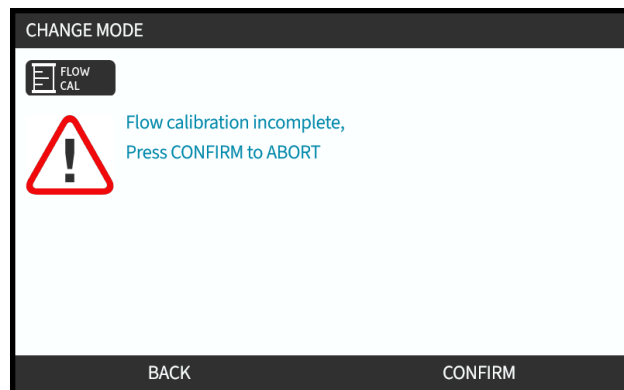 CHANGE MODE
FLOW
CAL
Flow calibration incomplete,
Press CONFIRM to ABORT
BACK CONFIRM